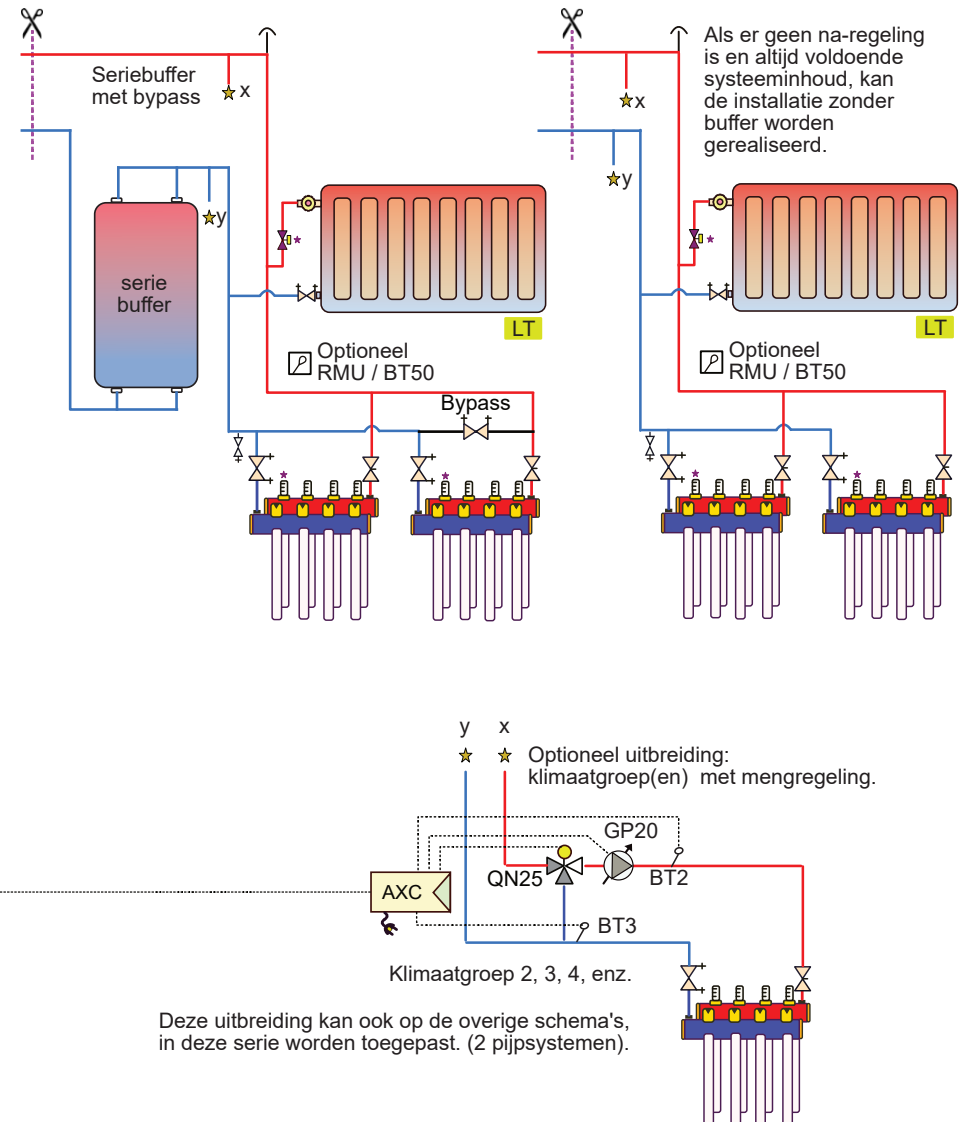 Seriebuffer
met bypass
x
y
serie
buffer
LT
Optioneel
RMU / BT50
Bypass
Als er geen na-regeling
is en altijd voldoende
systeeminhoud, kan
de installatie zonder
buffer worden
gerealiseerd.
x
y
LT
Optioneel
RMU / BT50
y x
Optioneel uitbreiding:
klimaatgroep(en) met mengregeling.
GP20
QN25
BT2
AXC
BT3
Klimaatgroep 2, 3, 4, enz.
Deze uitbreiding kan ook op de overige schema's,
in deze serie worden toegepast. (2 pijpsystemen).